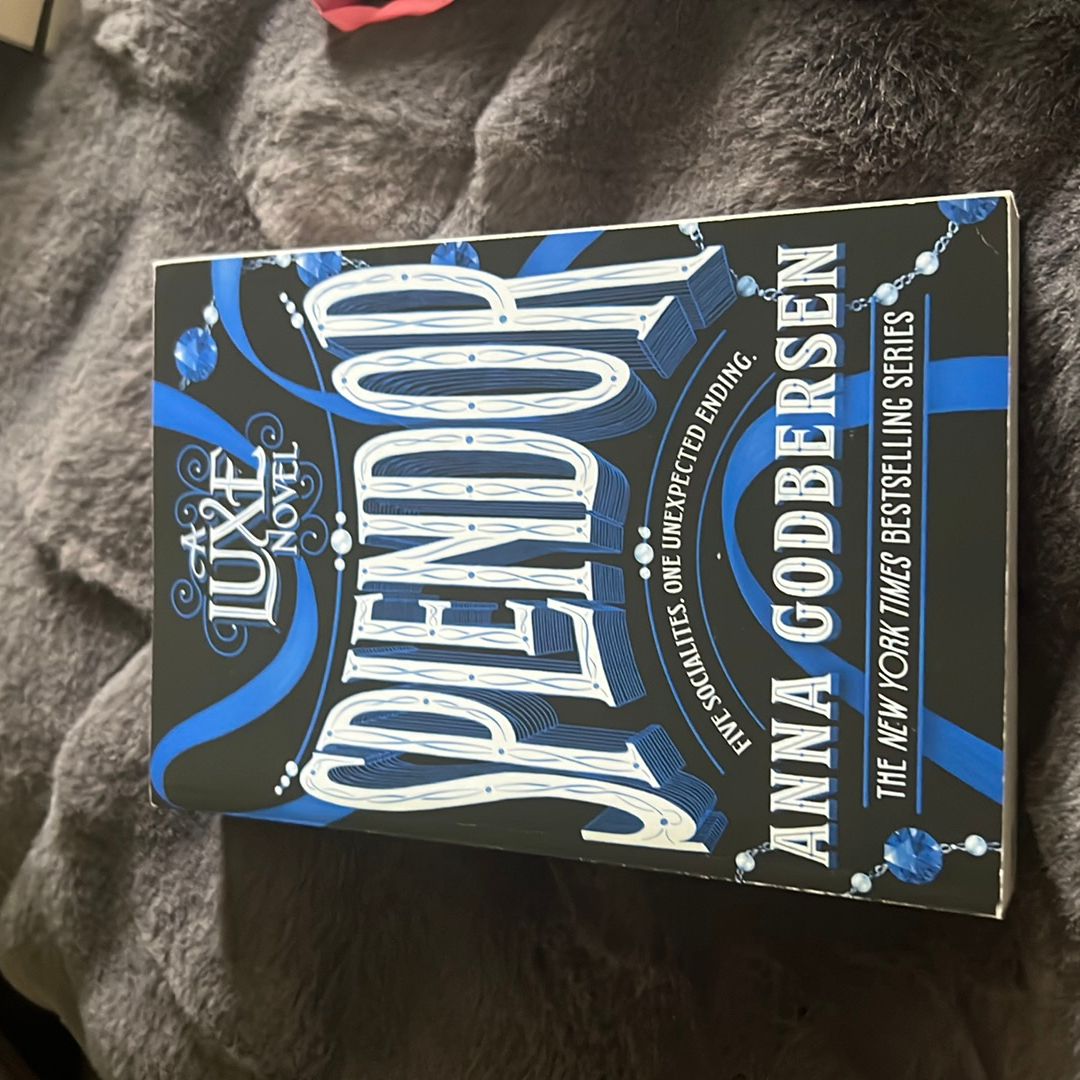 A
LUXE
NOVEL
SPLENDOR
FIVE SOCIALITES. ONE UNEXPECTED ENDING.
ANNA GODBERSEN
THE NEW YORK TIMES BESTSELLING SERIES